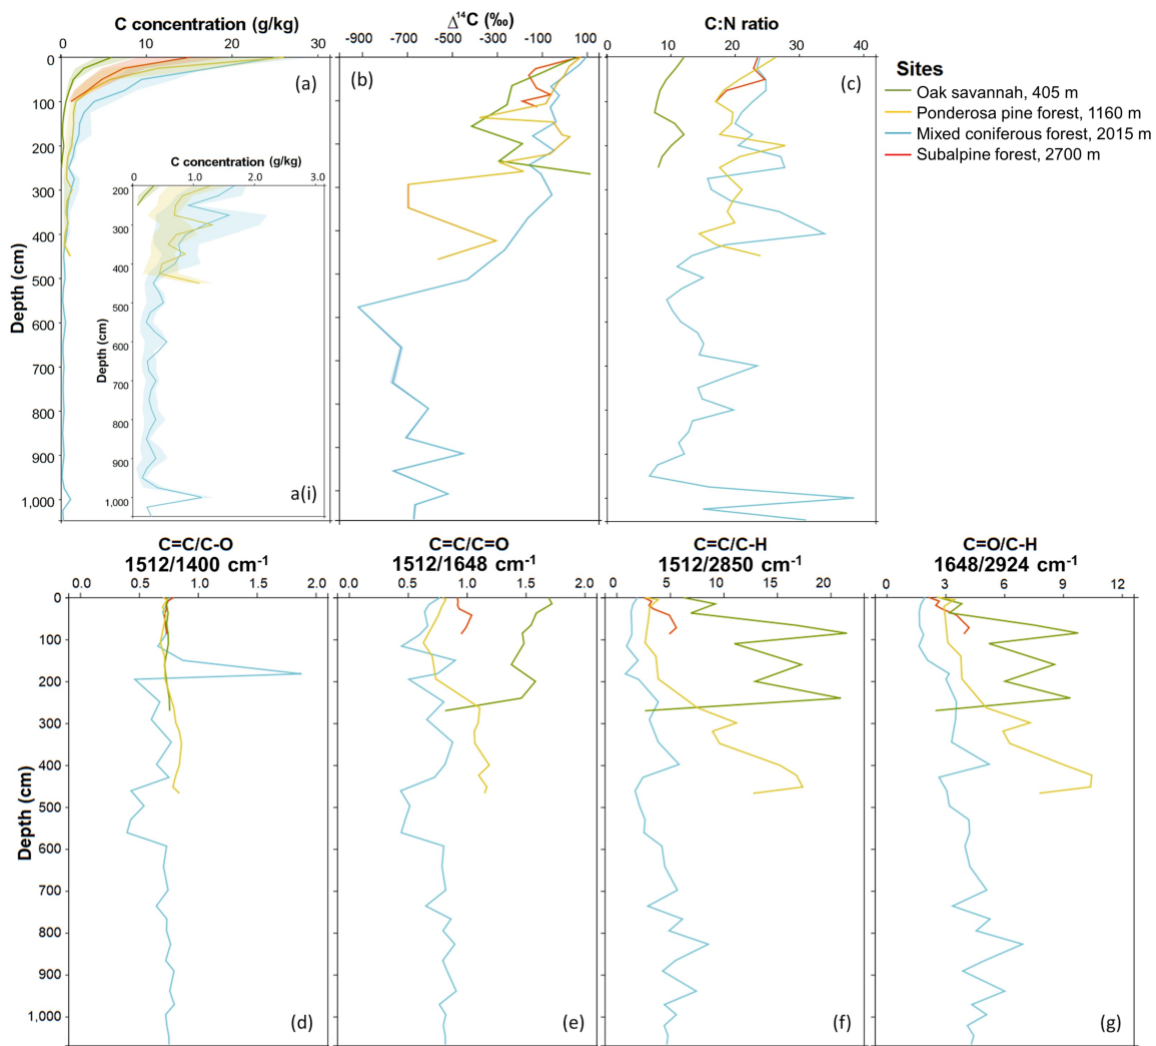 C concentration (g/kg)
0 10 20 30
Δ¹⁴C (‰)
-900 -700 -500 -300 -100 100
C:N ratio
0 10 20 30 40
Sites
Oak savannah, 405 m
Ponderosa pine forest, 1160 m
Mixed coniferous forest, 2015 m
Subalpine forest, 2700 m
(a)
(b)
(c)
Depth (cm)
0
100
200
300
400
500
600
700
800
900
1,000
C concentration (g/kg)
0 1.0 2.0 3.0
Depth (cm)
200
300
400
500
600
700
800
900
1,000
a(i)
C=C/C-O
1512/1400 cm⁻¹
0.0 0.5 1.0 1.5 2.0
C=C/C=O
1512/1648 cm⁻¹
0.0 0.5 1.0 1.5 2.0
C=C/C-H
1512/2850 cm⁻¹
0 5 10 15 20
C=O/C-H
1648/2924 cm⁻¹
0 3 6 9 12
Depth (cm)
0
100
200
300
400
500
600
700
800
900
1,000
(d)
(e)
(f)
(g)